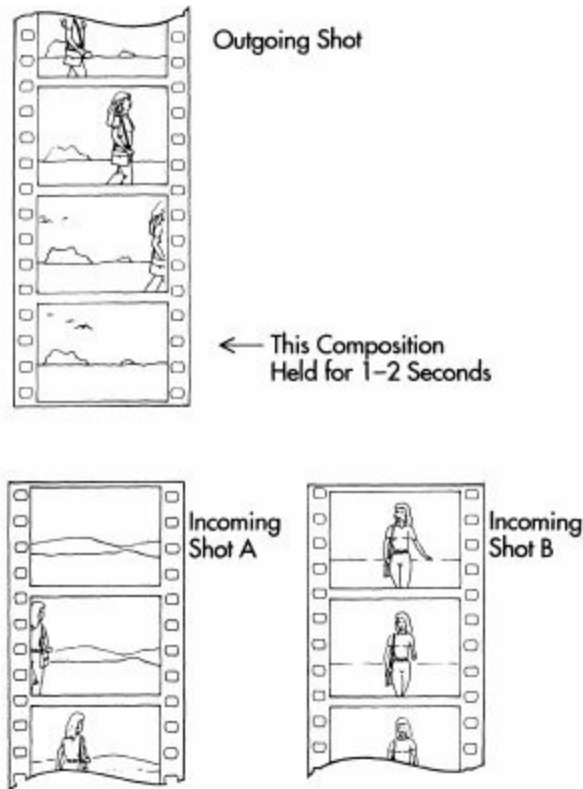 Outgoing Shot
← This Composition
Held for 1–2 Seconds
Incoming
Shot A
Incoming
Shot B